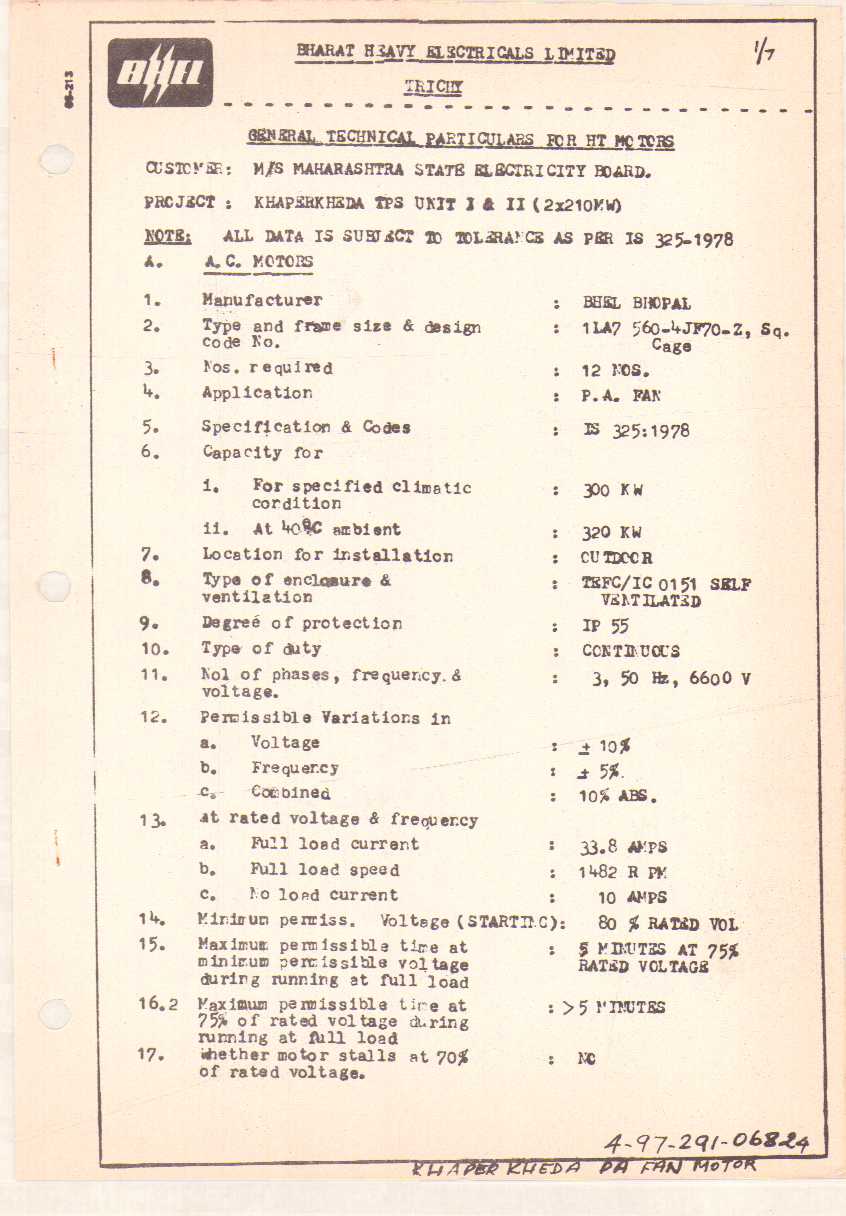 BHEL
BHARAT HEAVY ELECTRICALS LIMITED
1/7
TRICHY
GENERAL TECHNICAL PARTICULARS FOR HT MOTORS
CUSTOMER: M/S MAHARASHTRA STATE ELECTRICITY BOARD.
PROJECT : KHAPERKHEDA TPS UNIT I & II (2x210MW)
NOTE: ALL DATA IS SUBJECT TO TOLERANCE AS PER IS 325-1978
A. A.C. MOTORS
1. Manufacturer : BHEL BHOPAL
2. Type and frame size & design : 1LA7 560-4JF70-Z, Sq.
code No. Cage
3. Nos. required : 12 NOS.
4. Application : P.A. FAN
5. Specification & Codes : IS 325:1978
6. Capacity for
i. For specified climatic : 300 KW
condition
ii. At 40°C ambient : 320 KW
7. Location for installation : OUTDOOR
8. Type of enclosure & : TEFC/IC 0151 SELF
ventilation VENTILATED
9. Degree of protection : IP 55
10. Type of duty : CONTINUOUS
11. Nol of phases, frequency.& : 3, 50 Hz, 6600 V
voltage.
12. Permissible Variations in
a. Voltage : ± 10%
b. Frequency : ± 5%.
c. Combined : 10% ABS.
13. At rated voltage & frequency
a. Full load current : 33.8 AMPS
b. Full load speed : 1482 R PM
c. No load current : 10 AMPS
14. Minimum permiss. Voltage (STARTING): 80 % RATED VOL
15. Maximum permissible time at : 5 MINUTES AT 75%
minimum permissible voltage RATED VOLTAGE
during running at full load
16.2 Maximum permissible time at : >5 MINUTES
75% of rated voltage during
running at full load
17. Whether motor stalls at 70% : NO
of rated voltage.
4-97-291-06824
KHAPER KHEDA PA FAN MOTOR